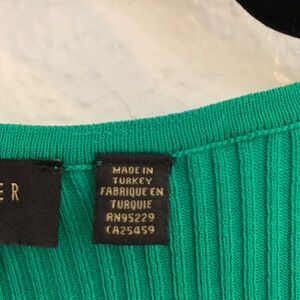 ER
MADE IN
TURKEY
FABRIQUE EN
TURQUIE
RN95229
CA25459